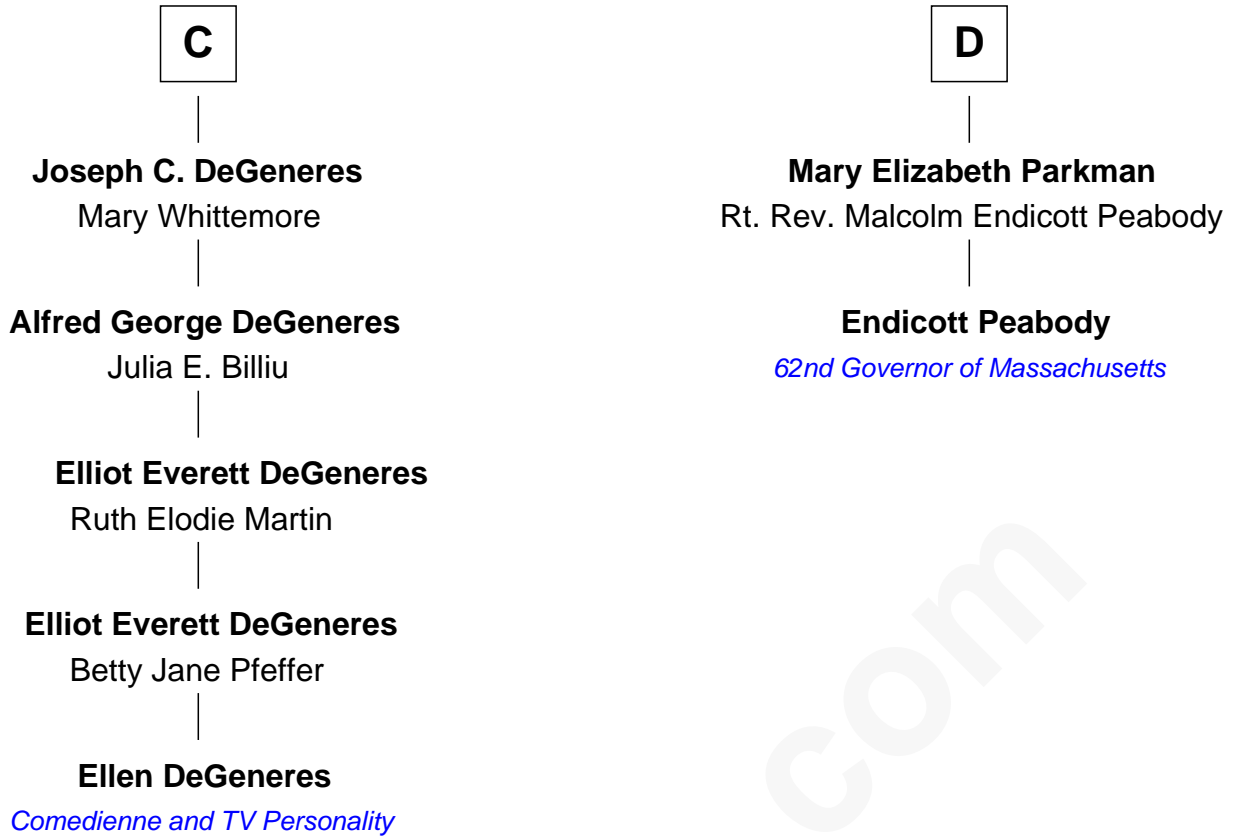 C
Joseph C. DeGeneres
Mary Whittemore
Alfred George DeGeneres
Julia E. Billiu
Elliot Everett DeGeneres
Ruth Elodie Martin
Elliot Everett DeGeneres
Betty Jane Pfeffer
Ellen DeGeneres
Comedienne and TV Personality
D
Mary Elizabeth Parkman
Rt. Rev. Malcolm Endicott Peabody
Endicott Peabody
62nd Governor of Massachusetts
com